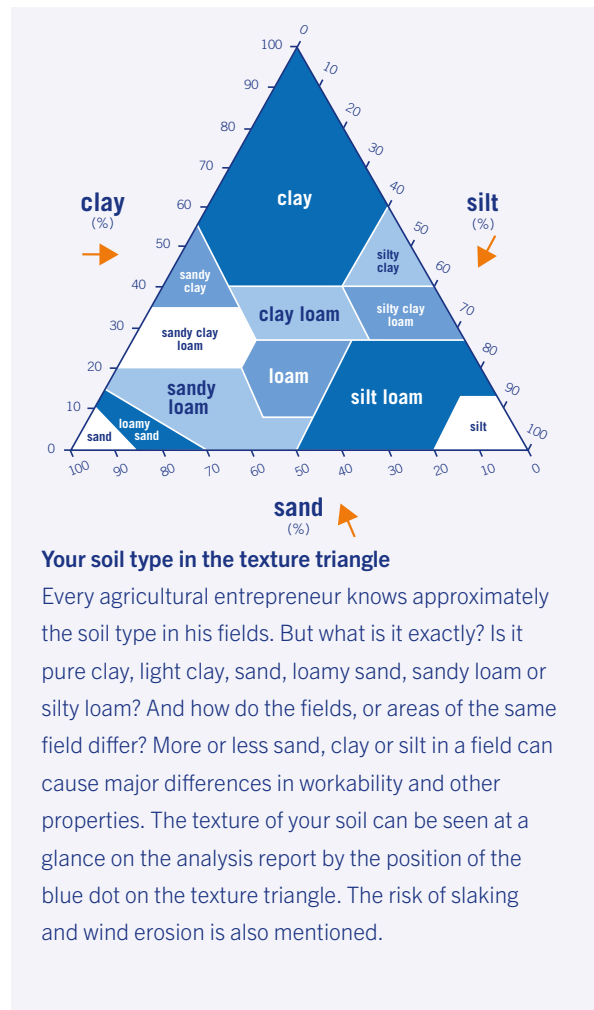 0
100
10
90
20
80
30
70
40
clay
60
clay
(%)
silt
(%)
50
50
silty
clay
60
sandy
clay
40
clay loam
silty clay
loam
70
30
sandy clay
loam
80
20
loam
sandy
loam
silt loam
90
10
loamy
sand
sand
silt
100
0
100
90
80
70
60
50
40
30
20
10
0
sand
(%)
Your soil type in the texture triangle
Every agricultural entrepreneur knows approximately
the soil type in his fields. But what is it exactly? Is it
pure clay, light clay, sand, loamy sand, sandy loam or
silty loam? And how do the fields, or areas of the same
field differ? More or less sand, clay or silt in a field can
cause major differences in workability and other
properties. The texture of your soil can be seen at a
glance on the analysis report by the position of the
blue dot on the texture triangle. The risk of slaking
and wind erosion is also mentioned.